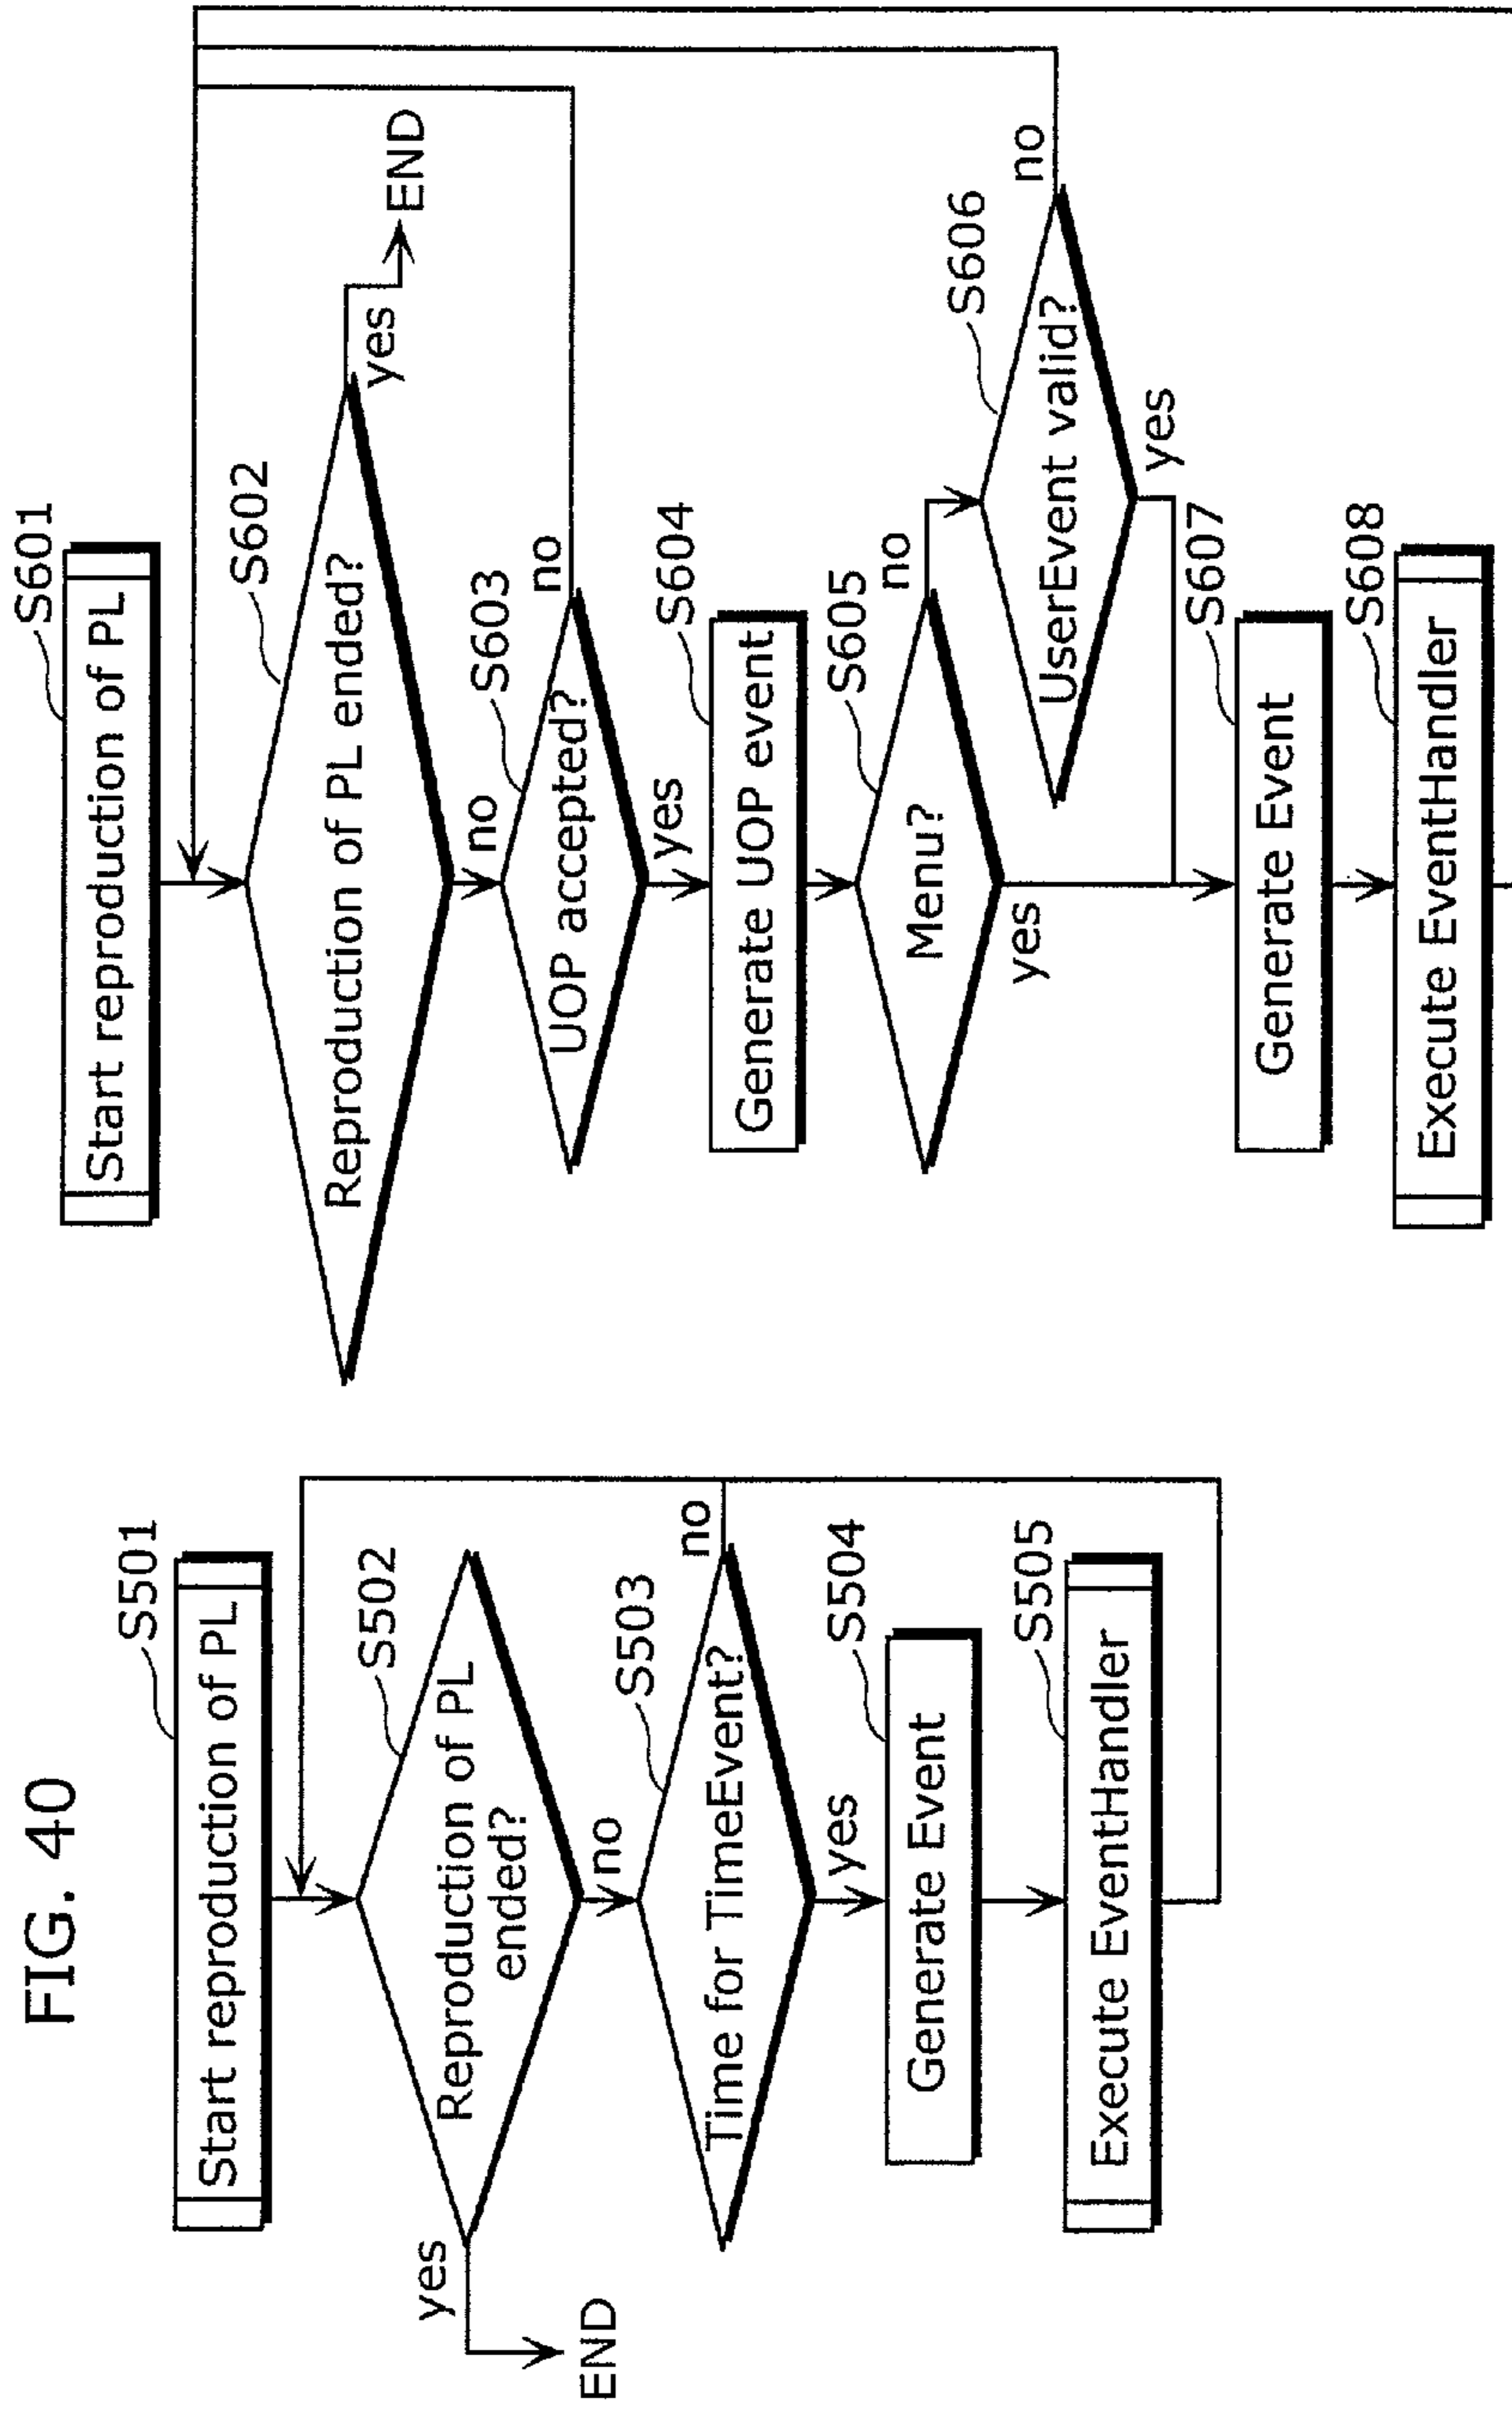 FIG. 40
S501
Start reproduction of PL
S502
Reproduction of PL
ended?
yes
END
no
S503
Time for TimeEvent?
no
yes
S504
Generate Event
S505
Execute EventHandler
S601
Start reproduction of PL
S602
Reproduction of PL ended?
yes
END
no
S603
UOP accepted?
no
yes
S604
Generate UOP event
S605
Menu?
no
yes
S606
UserEvent valid?
no
yes
S607
Generate Event
S608
Execute EventHandler